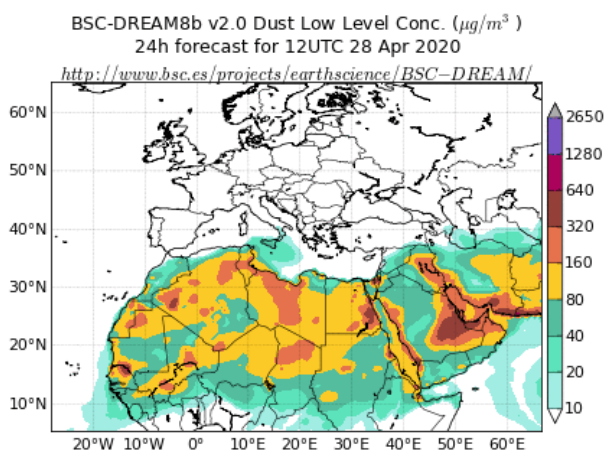 BSC-DREAM8b v2.0 Dust Low Level Conc. (μg/m³ )
24h forecast for 12UTC 28 Apr 2020
http://www.bsc.es/projects/earthscience/BSC−DREAM/
60°N
50°N
40°N
30°N
20°N
10°N
20°W 10°W 0° 10°E 20°E 30°E 40°E 50°E 60°E
2650
1280
640
320
160
80
40
20
10